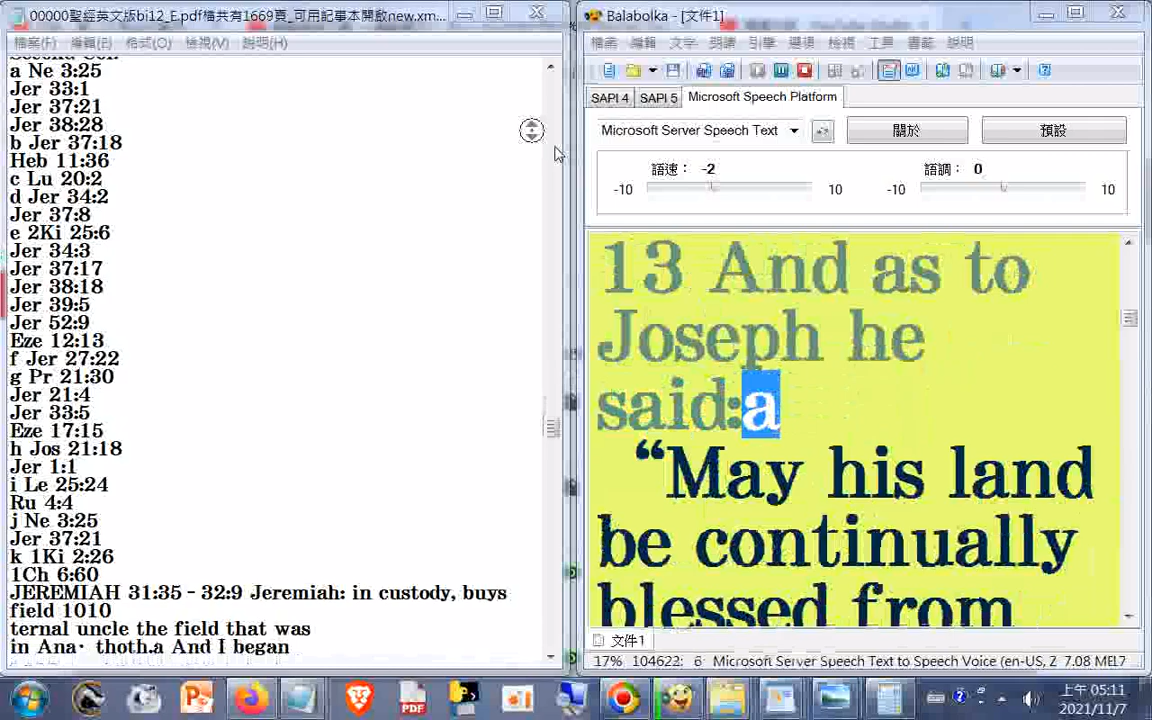 00000聖經英文版bi12_E.pdf檔共有1669頁_可用記事本開啟new.xm...
檔案(F) 編輯(E) 格式(O) 檢視(V) 說明(H)
a Ne 3:25
Jer 33:1
Jer 37:21
Jer 38:28
b Jer 37:18
Heb 11:36
c Lu 20:2
d Jer 34:2
Jer 37:8
e 2Ki 25:6
Jer 34:3
Jer 37:17
Jer 38:18
Jer 39:5
Jer 52:9
Eze 12:13
f Jer 27:22
g Pr 21:30
Jer 21:4
Jer 33:5
Eze 17:15
h Jos 21:18
Jer 1:1
i Le 25:24
Ru 4:4
j Ne 3:25
Jer 37:21
k 1Ki 2:26
1Ch 6:60
JEREMIAH 31:35 - 32:9 Jeremiah: in custody, buys
field 1010
ternal uncle the field that was
in Ana· thoth.a And I began
Balabolka - [文件1]
檔案 編輯 文字 朗讀 引擎 選項 檢視 工具 書籤 說明
SAPI 4 SAPI 5 Microsoft Speech Platform
Microsoft Server Speech Text 關於 預設
語速： -2 語調： 0
-10 10 -10 10
13 And as to
Joseph he
said:a
“May his land
be continually
blessed from
文件1
17% 104622: 6 Microsoft Server Speech Text to Speech Voice (en-US, Z 7.08 МБ17
PDF
上午 05:11
2021/11/7